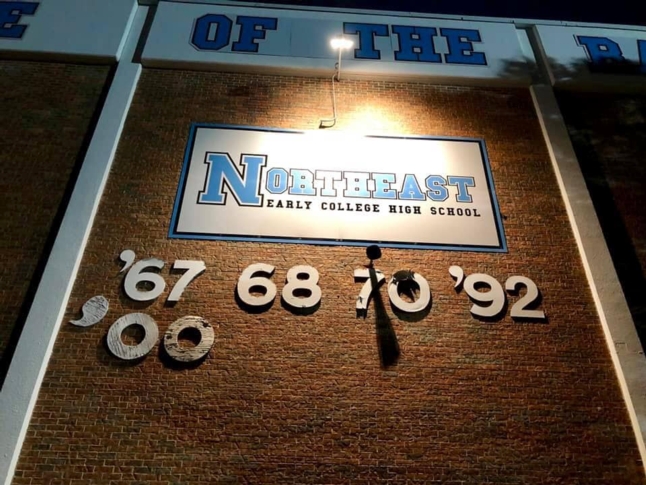 OF THE
NORTHEAST
EARLY COLLEGE HIGH SCHOOL
'67 68 70 '92
'00